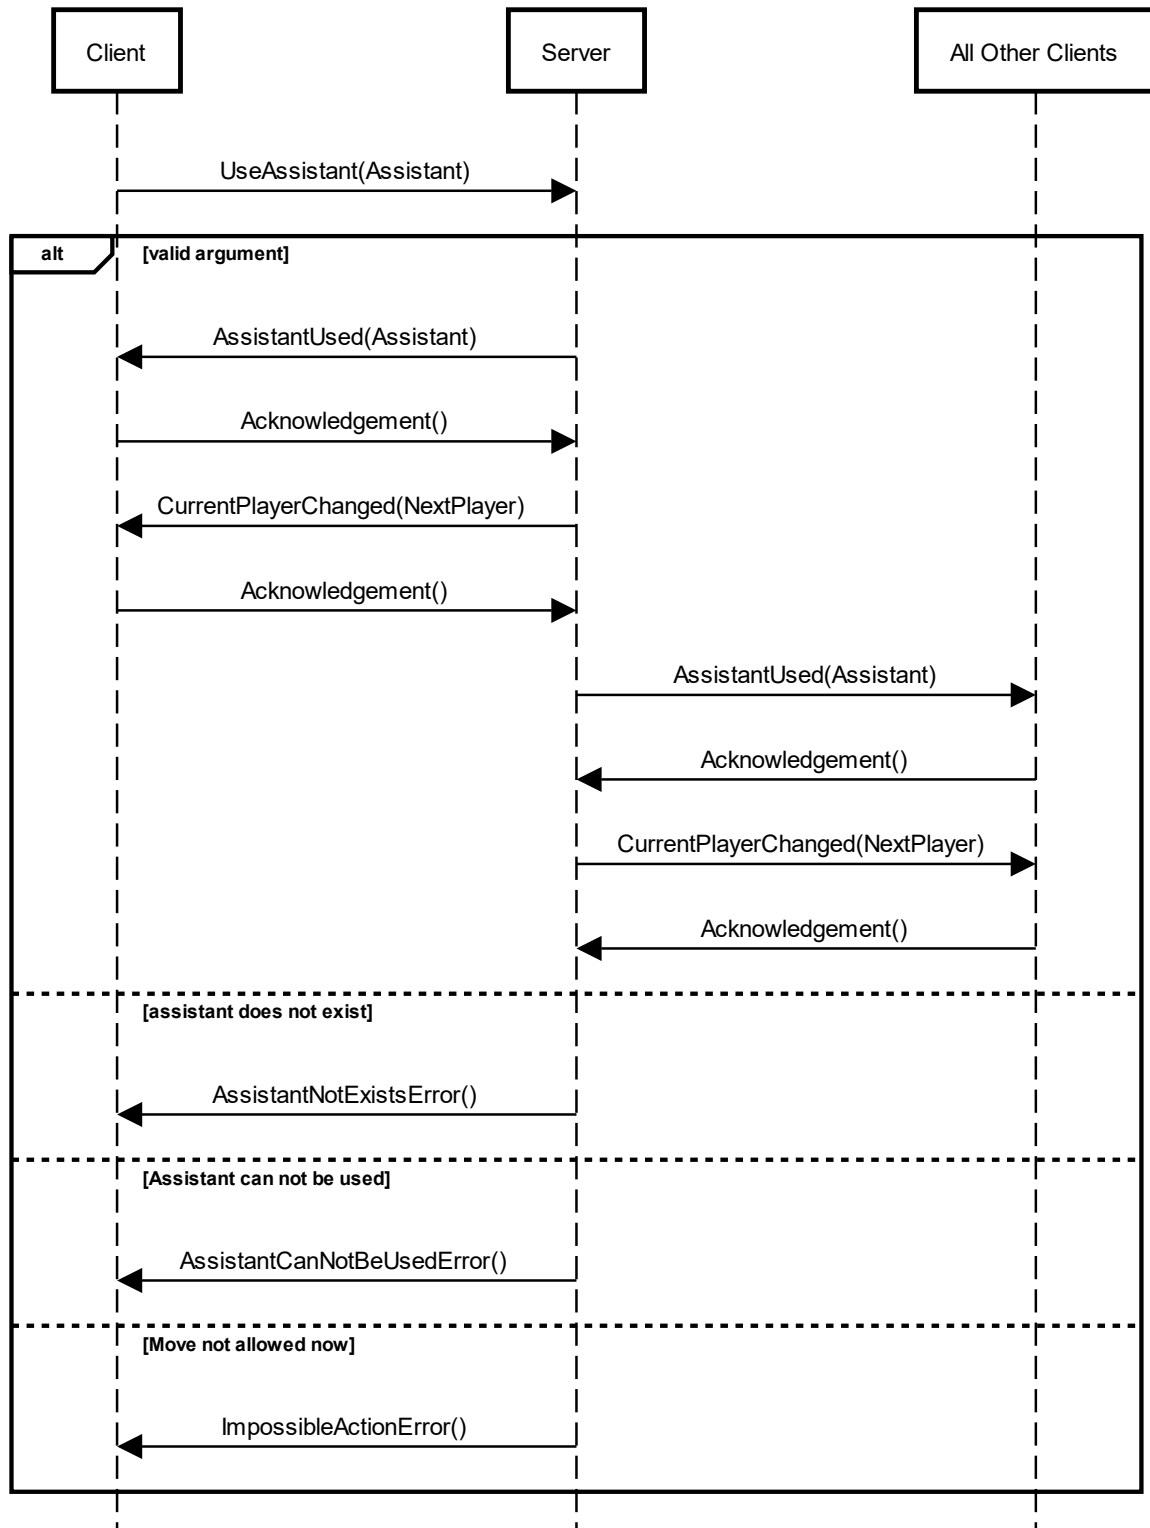 Client
Server
All Other Clients
UseAssistant(Assistant)
alt
[valid argument]
AssistantUsed(Assistant)
Acknowledgement()
CurrentPlayerChanged(NextPlayer)
Acknowledgement()
AssistantUsed(Assistant)
Acknowledgement()
CurrentPlayerChanged(NextPlayer)
Acknowledgement()
[assistant does not exist]
AssistantNotExistsError()
[Assistant can not be used]
AssistantCanNotBeUsedError()
[Move not allowed now]
ImpossibleActionError()